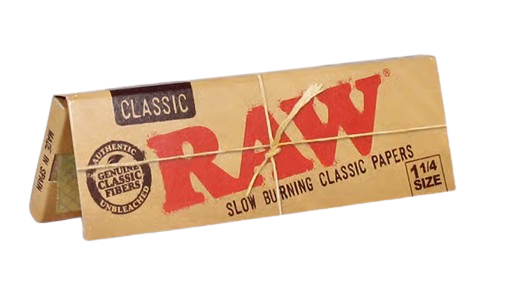 CLASSIC
RAW®
SLOW BURNING CLASSIC PAPERS
1 1/4
SIZE
AUTHENTIC
GENUINE
CLASSIC
FIBERS
UNBLEACHED
MADE IN SPAIN